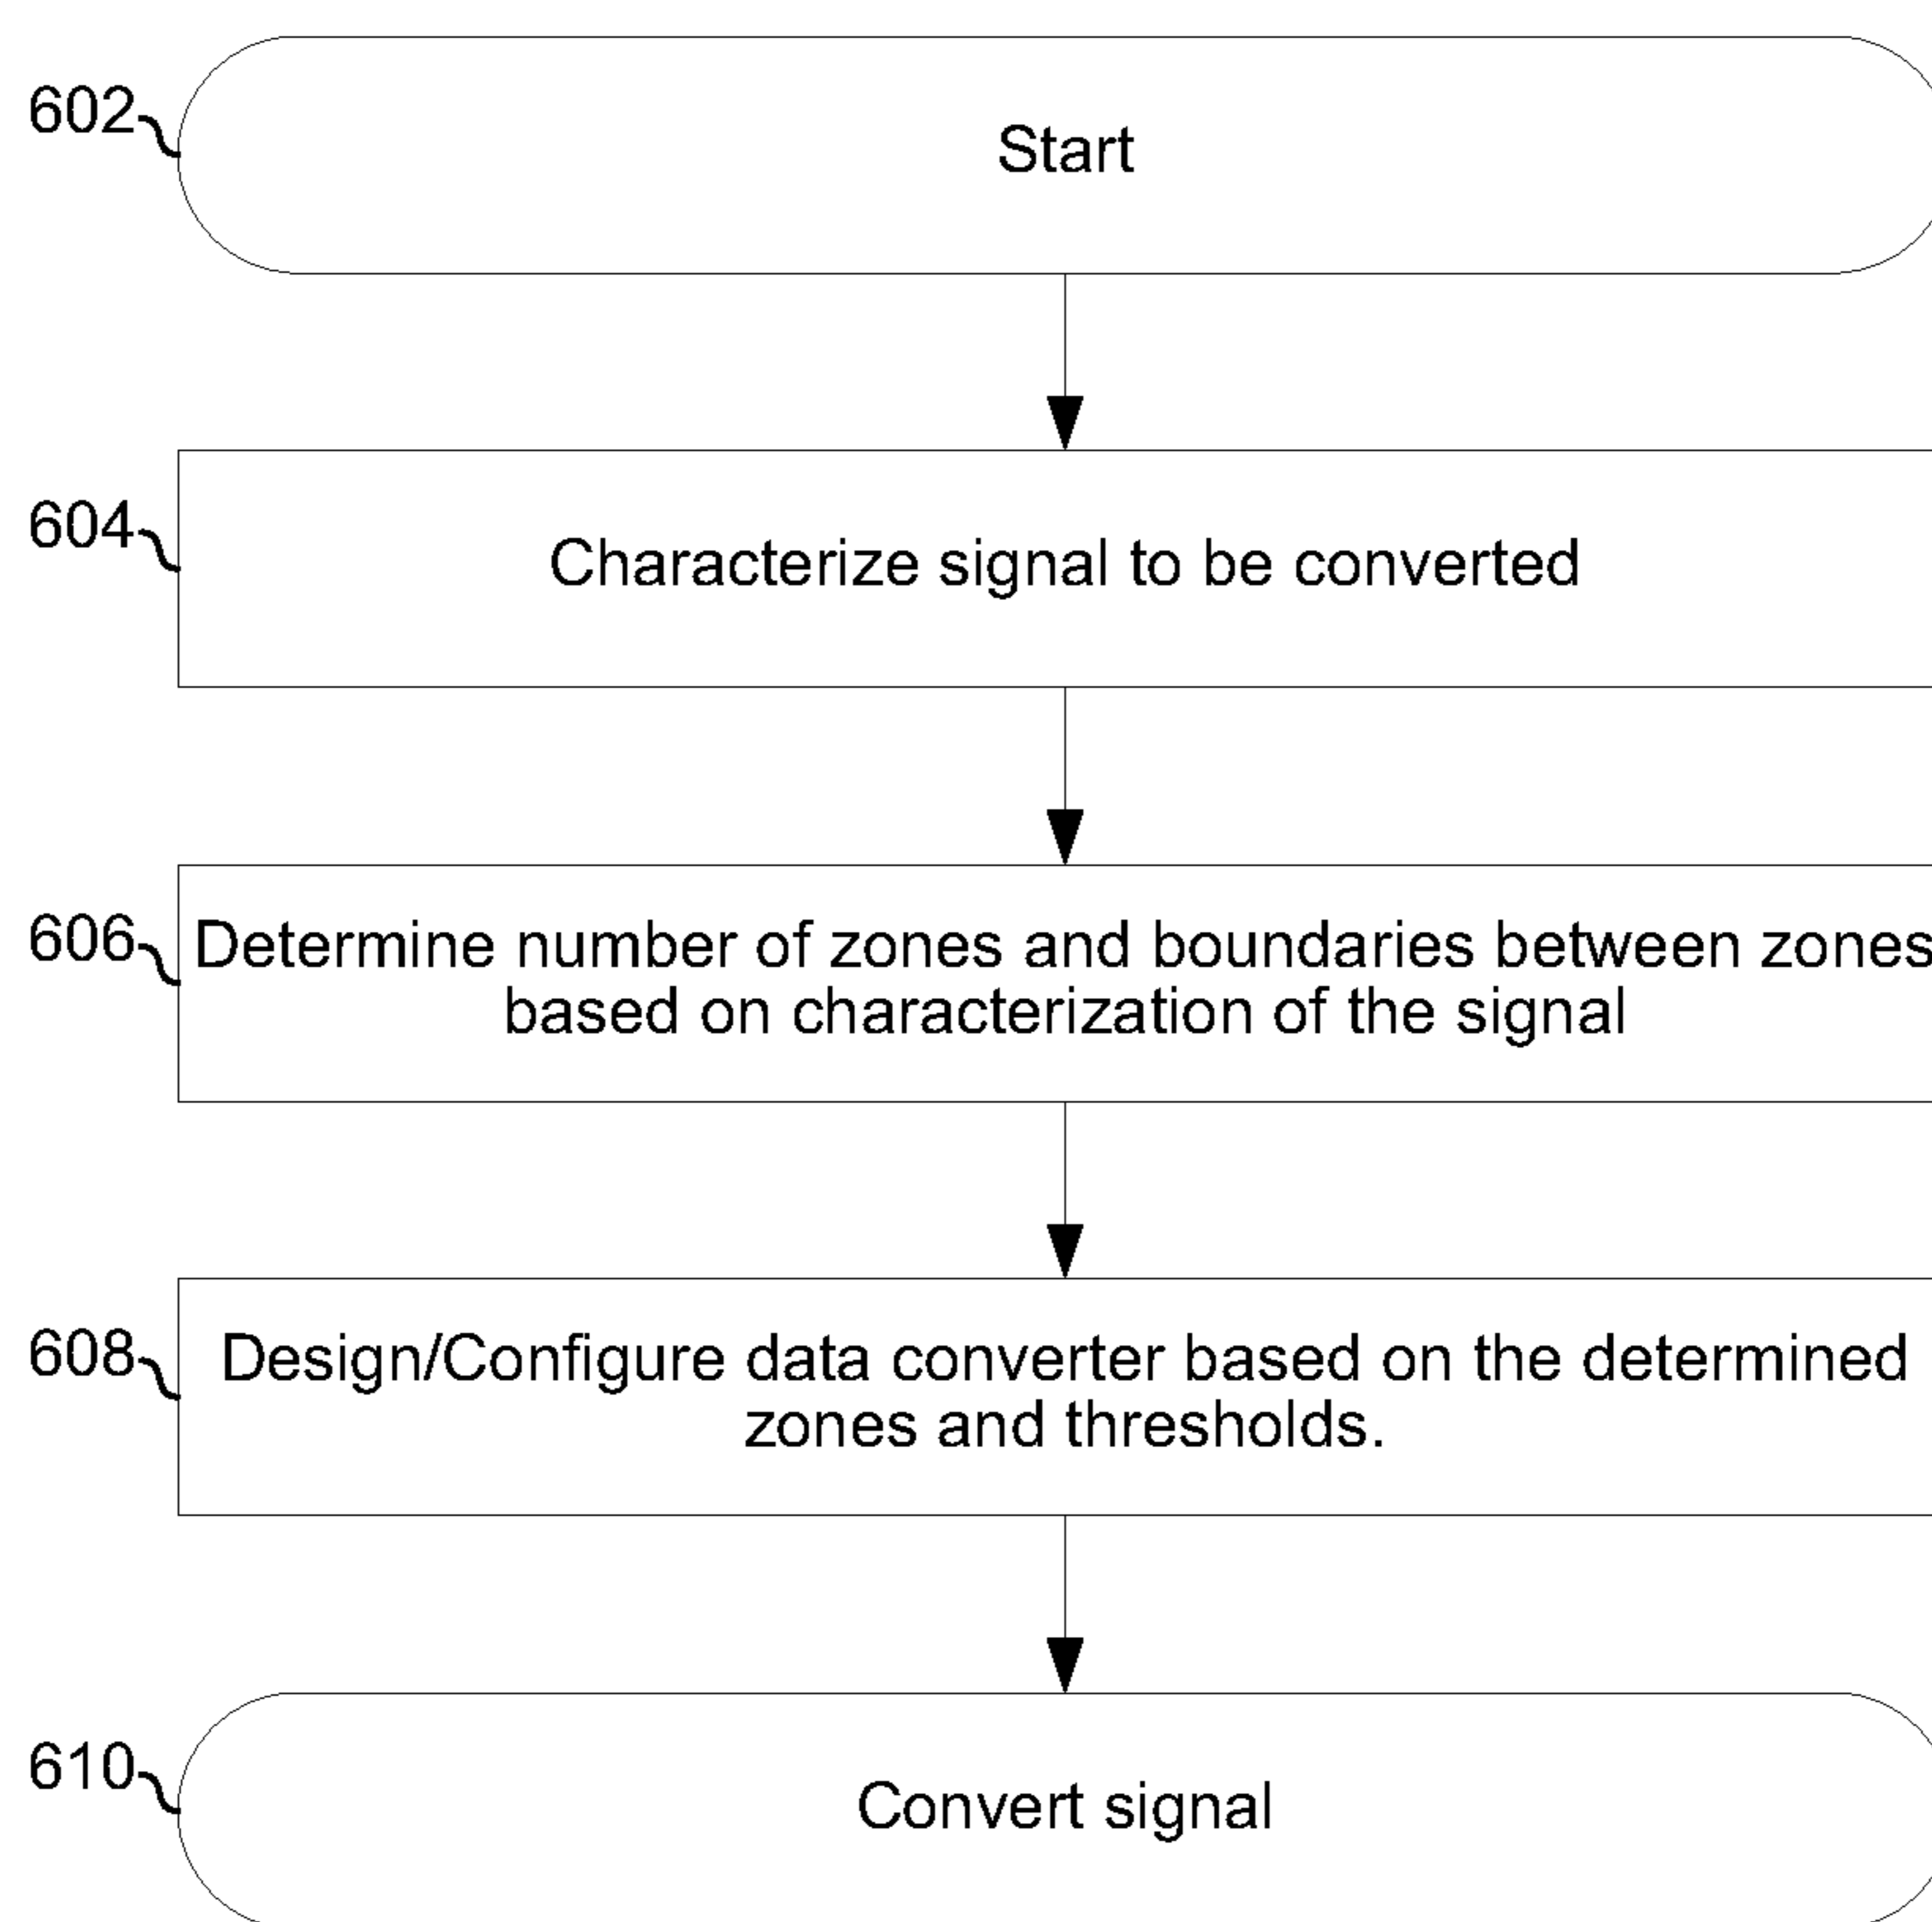 602
Start
604
Characterize signal to be converted
606
Determine number of zones and boundaries between zones
based on characterization of the signal
608
Design/Configure data converter based on the determined
zones and thresholds.
610
Convert signal